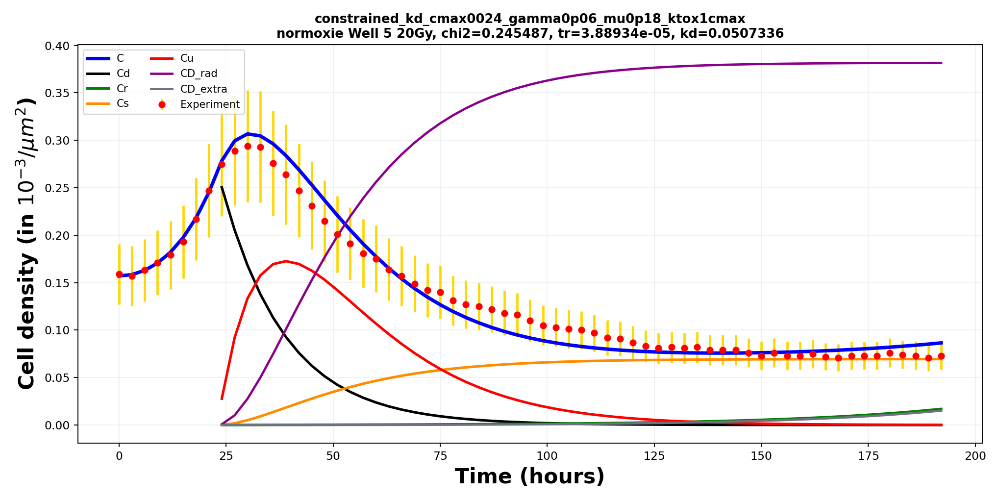 constrained_kd_cmax0024_gamma0p06_mu0p18_ktox1cmax
normoxie Well 5 20Gy, chi2=0.245487, tr=3.88934e-05, kd=0.0507336
Cell density (in 10⁻³/μm²)
0.40
0.35
0.30
0.25
0.20
0.15
0.10
0.05
0.00
C
Cd
Cr
Cs
Cu
CD_rad
CD_extra
Experiment
0 25 50 75 100 125 150 175 200
Time (hours)